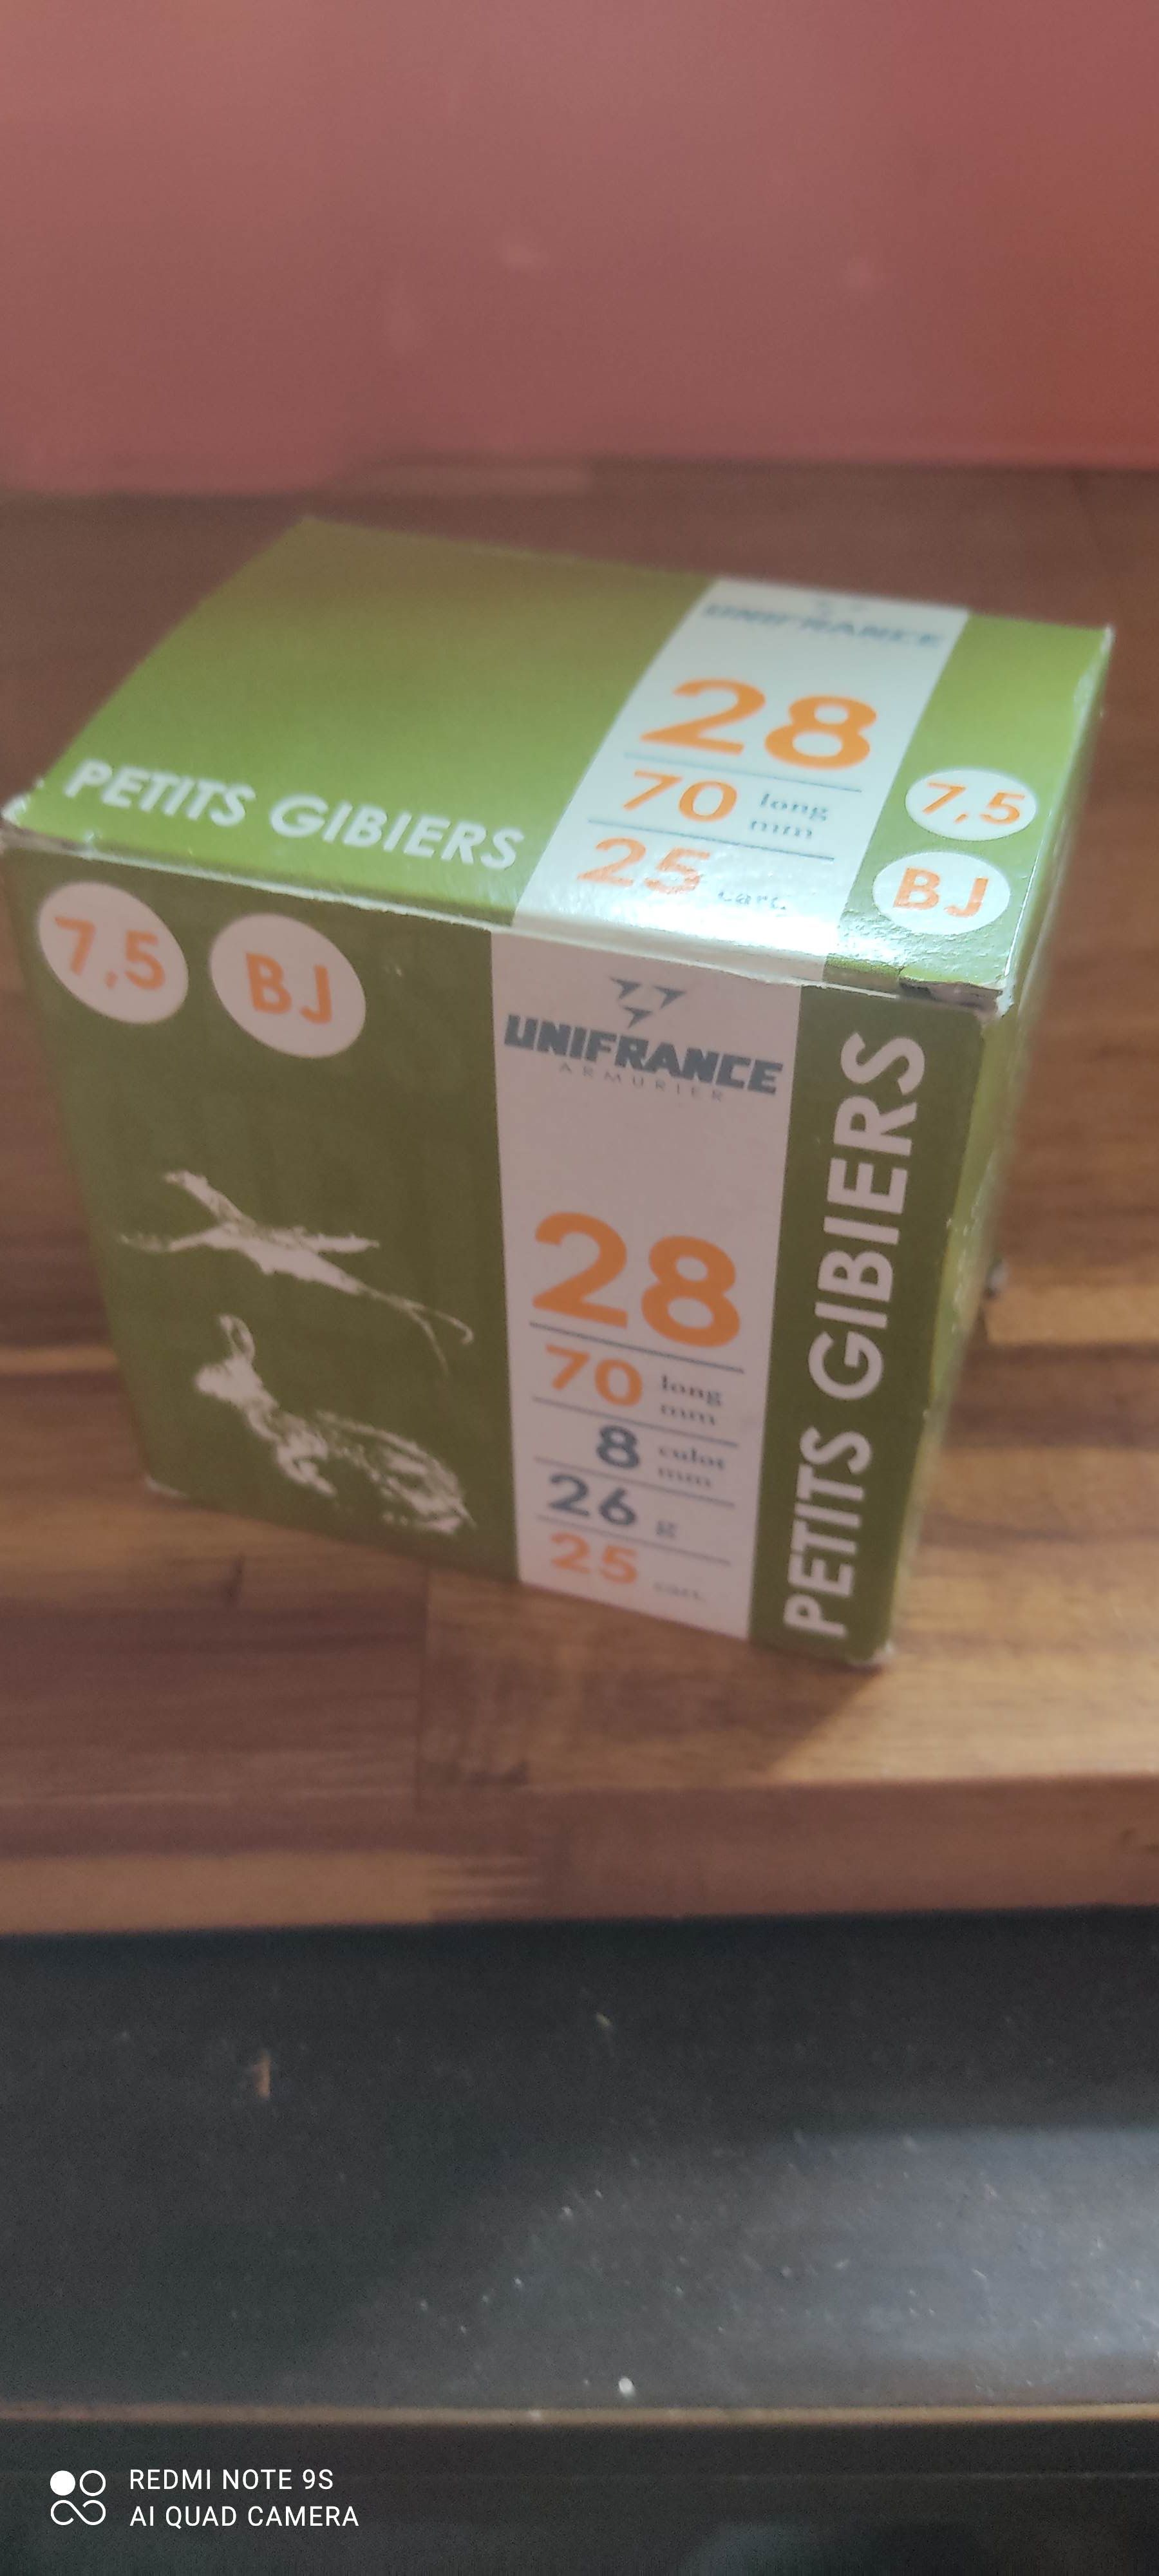 UNIFRANCE
28
70 long mm
25 cart.
7,5
BJ
PETITS GIBIERS
7,5 BJ
UNIFRANCE
ARMURIER
28
70 long mm
8 culot mm
26 g
25 cart.
PETITS GIBIERS
REDMI NOTE 9S
AI QUAD CAMERA